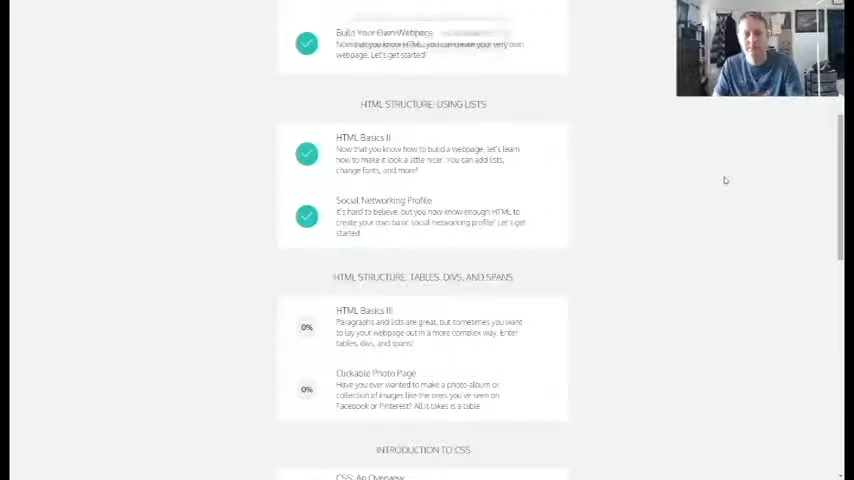 Build Your Own Webpage
Now that you know HTML, you can create your very own
webpage. Let's get started!
HTML STRUCTURE: USING LISTS
HTML Basics II
Now that you know how to build a webpage, let's learn
how to make it look a little nicer. You can add lists,
change fonts, and more!
Social Networking Profile
It's hard to believe, but you now know enough HTML to
create your own basic social networking profile! Let's get
started!
HTML STRUCTURE: TABLES, DIVS, AND SPANS
HTML Basics III
0%
Paragraphs and lists are great, but sometimes you want
to lay your webpage out in a more complex way. Enter
tables, divs, and spans!
Clickable Photo Page
0%
Have you ever wanted to make a photo album or
collection of images like the ones you've seen on
Facebook or Pinterest? All it takes is a table
INTRODUCTION TO CSS
CSS: An Overview